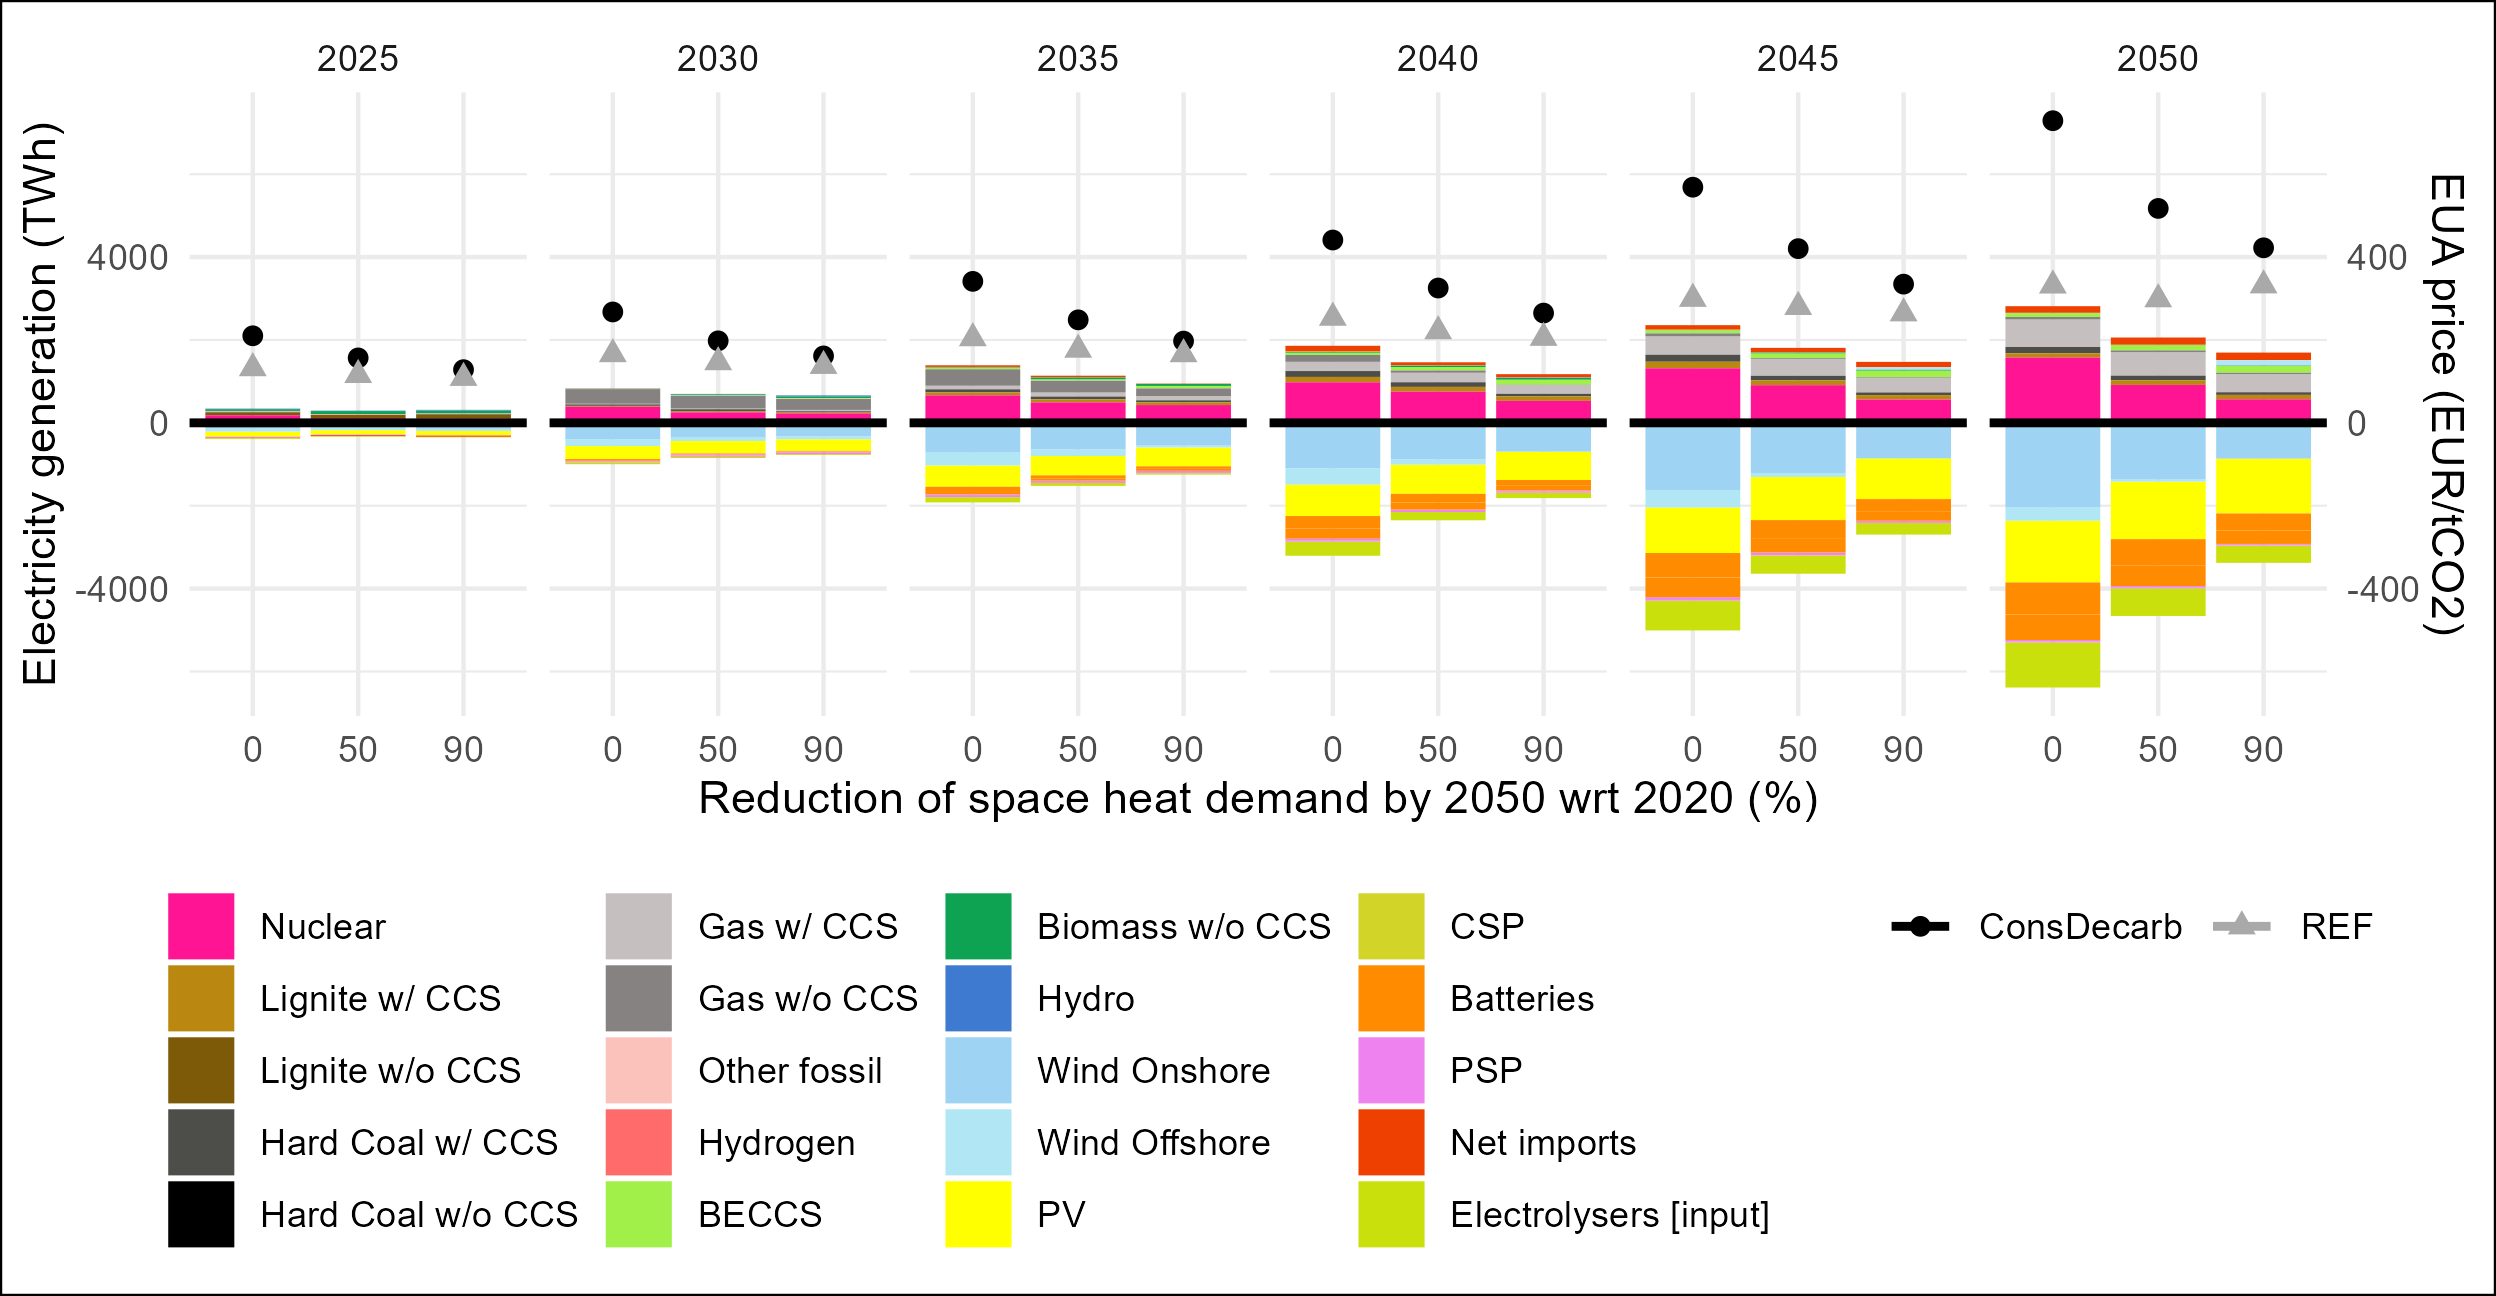 2025 2030 2035 2040 2045 2050
Electricity generation (TWh)
4000
0
-4000
400
0
-400
EUA price (EUR/tCO2)
0 50 90 0 50 90 0 50 90 0 50 90 0 50 90 0 50 90
Reduction of space heat demand by 2050 wrt 2020 (%)
Nuclear
Lignite w/ CCS
Lignite w/o CCS
Hard Coal w/ CCS
Hard Coal w/o CCS
Gas w/ CCS
Gas w/o CCS
Other fossil
Hydrogen
BECCS
Biomass w/o CCS
Hydro
Wind Onshore
Wind Offshore
PV
CSP
Batteries
PSP
Net imports
Electrolysers [input]
ConsDecarb REF